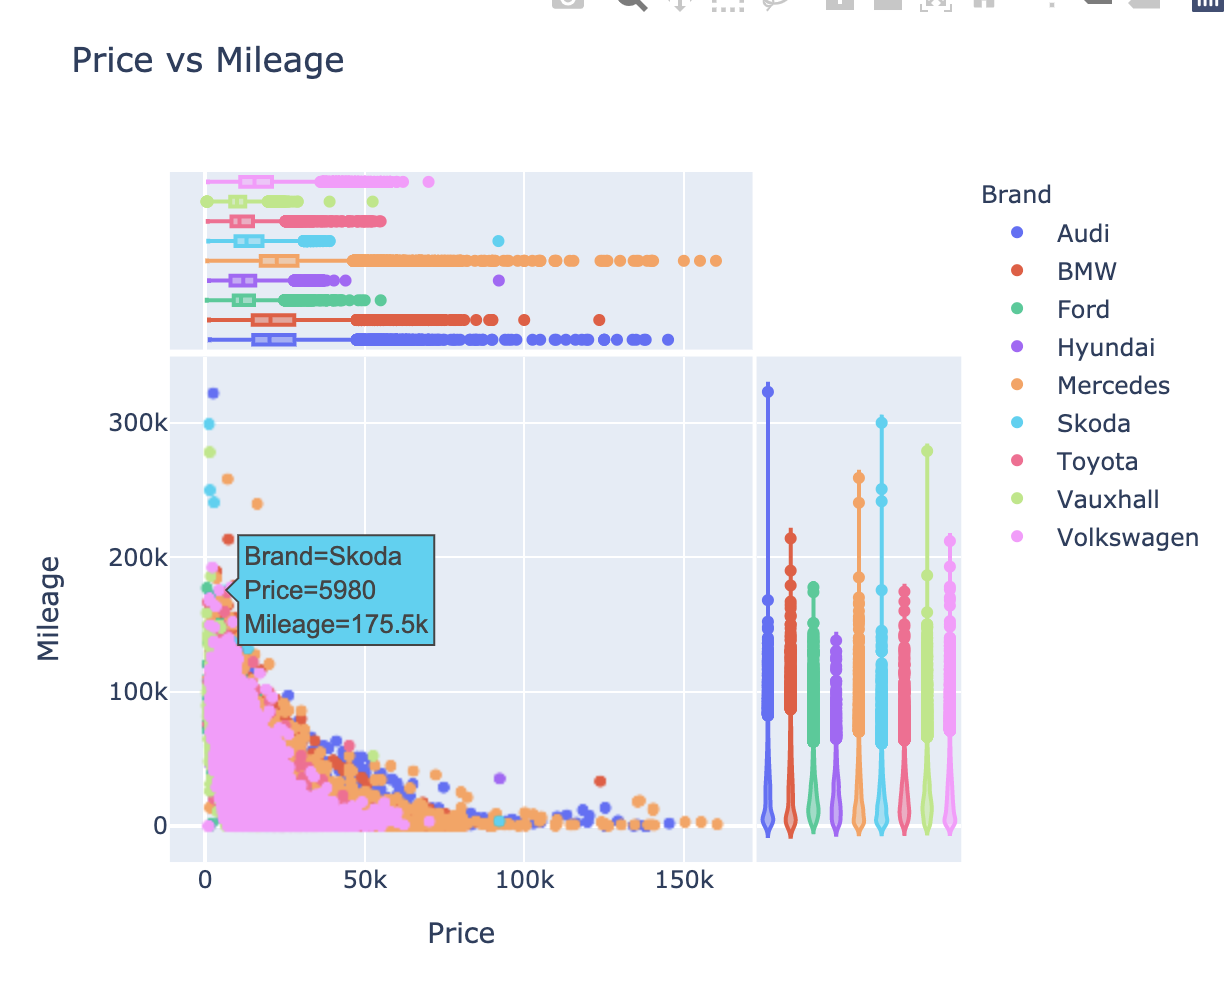 Price vs Mileage
Brand
Audi
BMW
Ford
Hyundai
Mercedes
Skoda
Toyota
Vauxhall
Volkswagen
300k
200k
100k
0
Mileage
Brand=Skoda
Price=5980
Mileage=175.5k
0
50k
100k
150k
Price